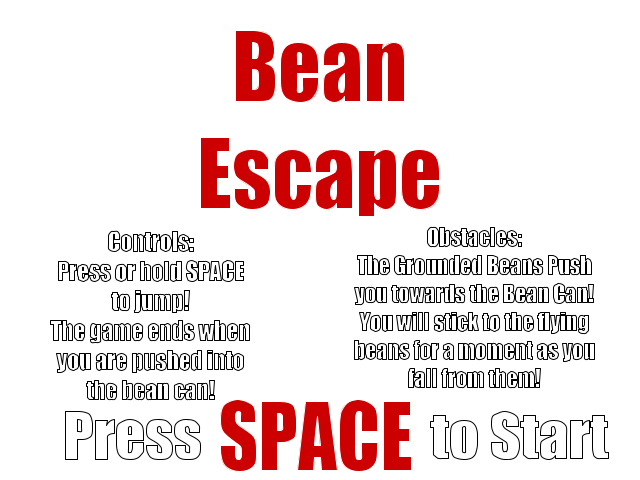 Bean
Escape
Controls:
Press or hold SPACE
to jump!
The game ends when
you are pushed into
the bean can!
Obstacles:
The Grounded Beans Push
you towards the Bean Can!
You will stick to the flying
beans for a moment as you
fall from them!
Press SPACE to Start